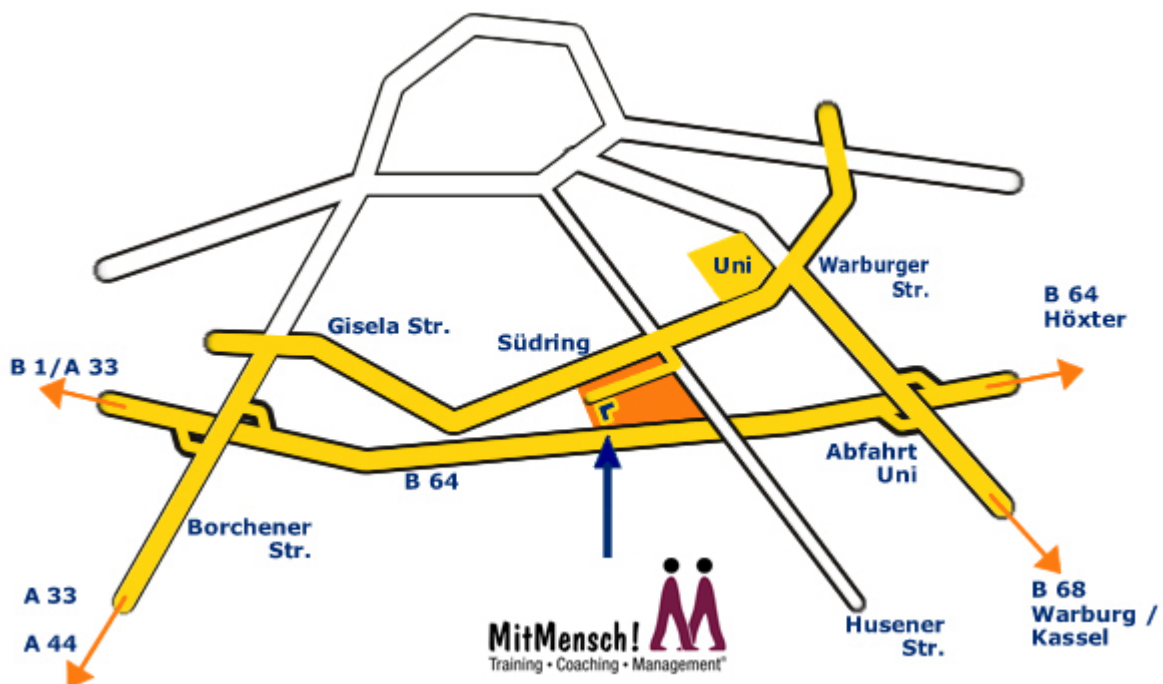 Uni
Warburger
Str.
B 64
Höxter
Gisela Str.
Südring
B 1/A 33
B 64
Abfahrt
Uni
Borchener
Str.
A 33
A 44
B 68
Warburg /
Kassel
Husener
Str.
MitMensch!
Training • Coaching • Management®